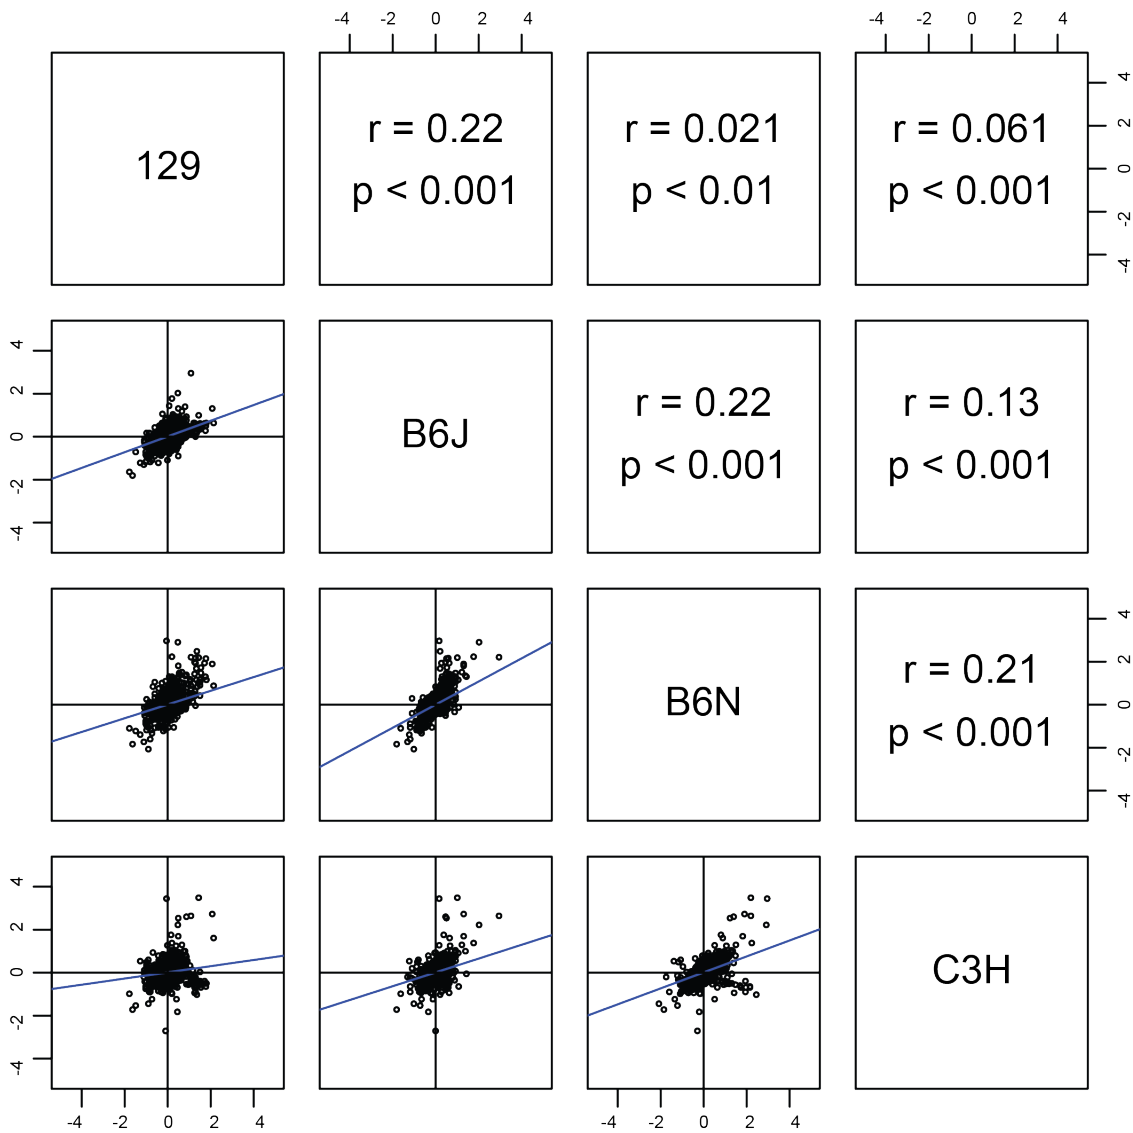 -4 -2 0 2 4 -4 -2 0 2 4
129
r = 0.22
p < 0.001
r = 0.021
p < 0.01
r = 0.061
p < 0.001
4 2 0 -2 -4
4 2 0 -2 -4
B6J
r = 0.22
p < 0.001
r = 0.13
p < 0.001
B6N
r = 0.21
p < 0.001
4 2 0 -2 -4
4 2 0 -2 -4
C3H
-4 -2 0 2 4 -4 -2 0 2 4